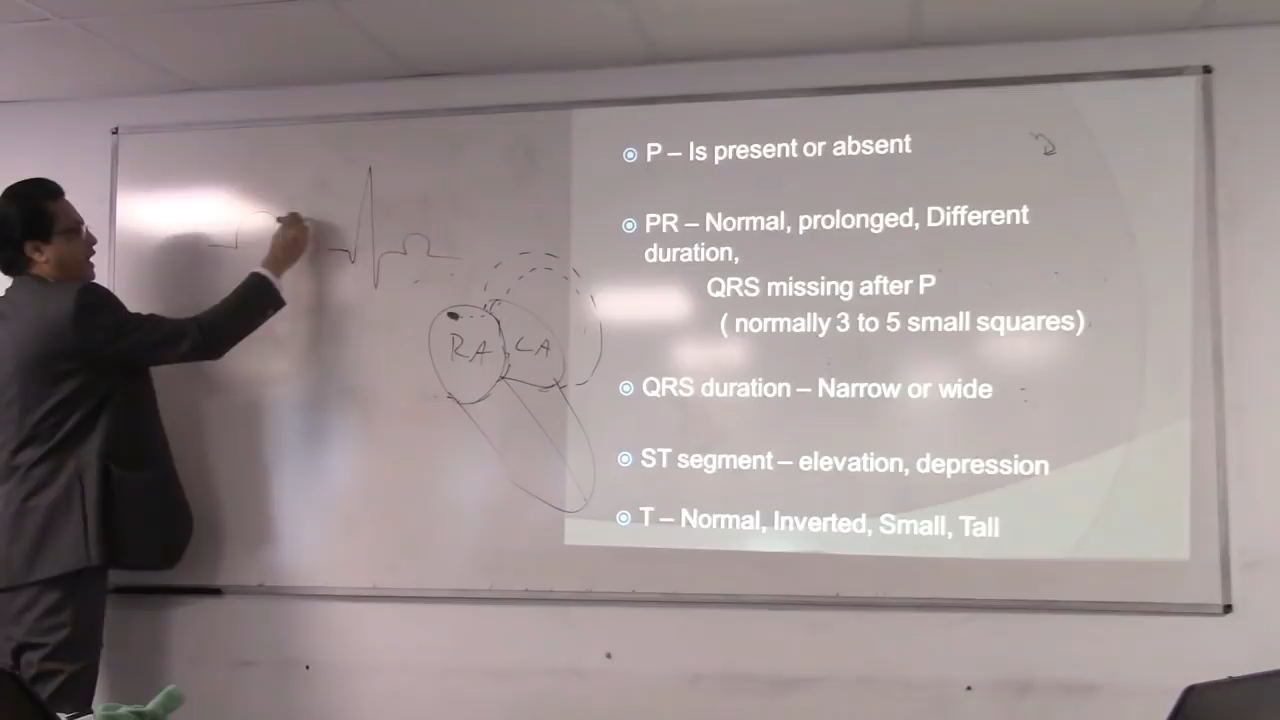 P – Is present or absent
PR – Normal, prolonged, Different
duration,
QRS missing after P
( normally 3 to 5 small squares)
QRS duration – Narrow or wide
ST segment – elevation, depression
T – Normal, Inverted, Small, Tall
RA
LA